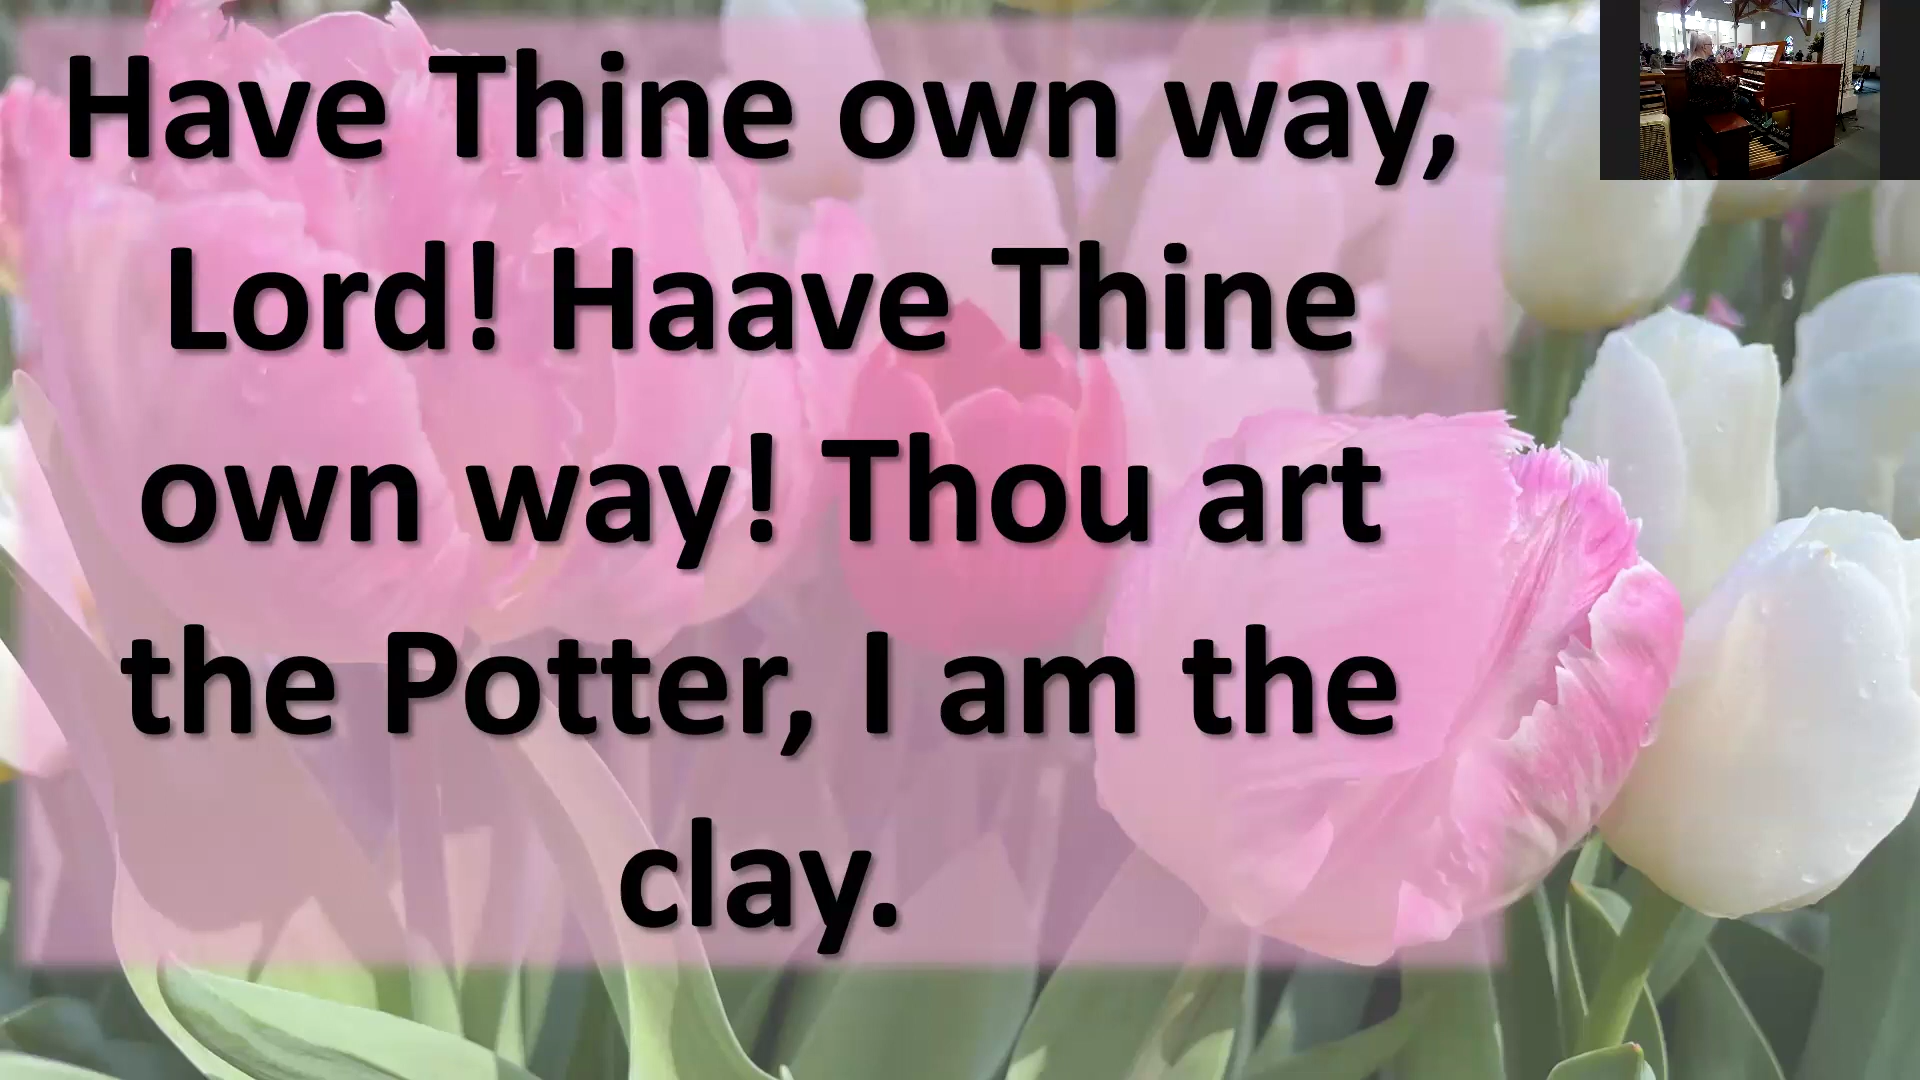 Have Thine own way,
Lord! Haave Thine
own way! Thou art
the Potter, I am the
clay.